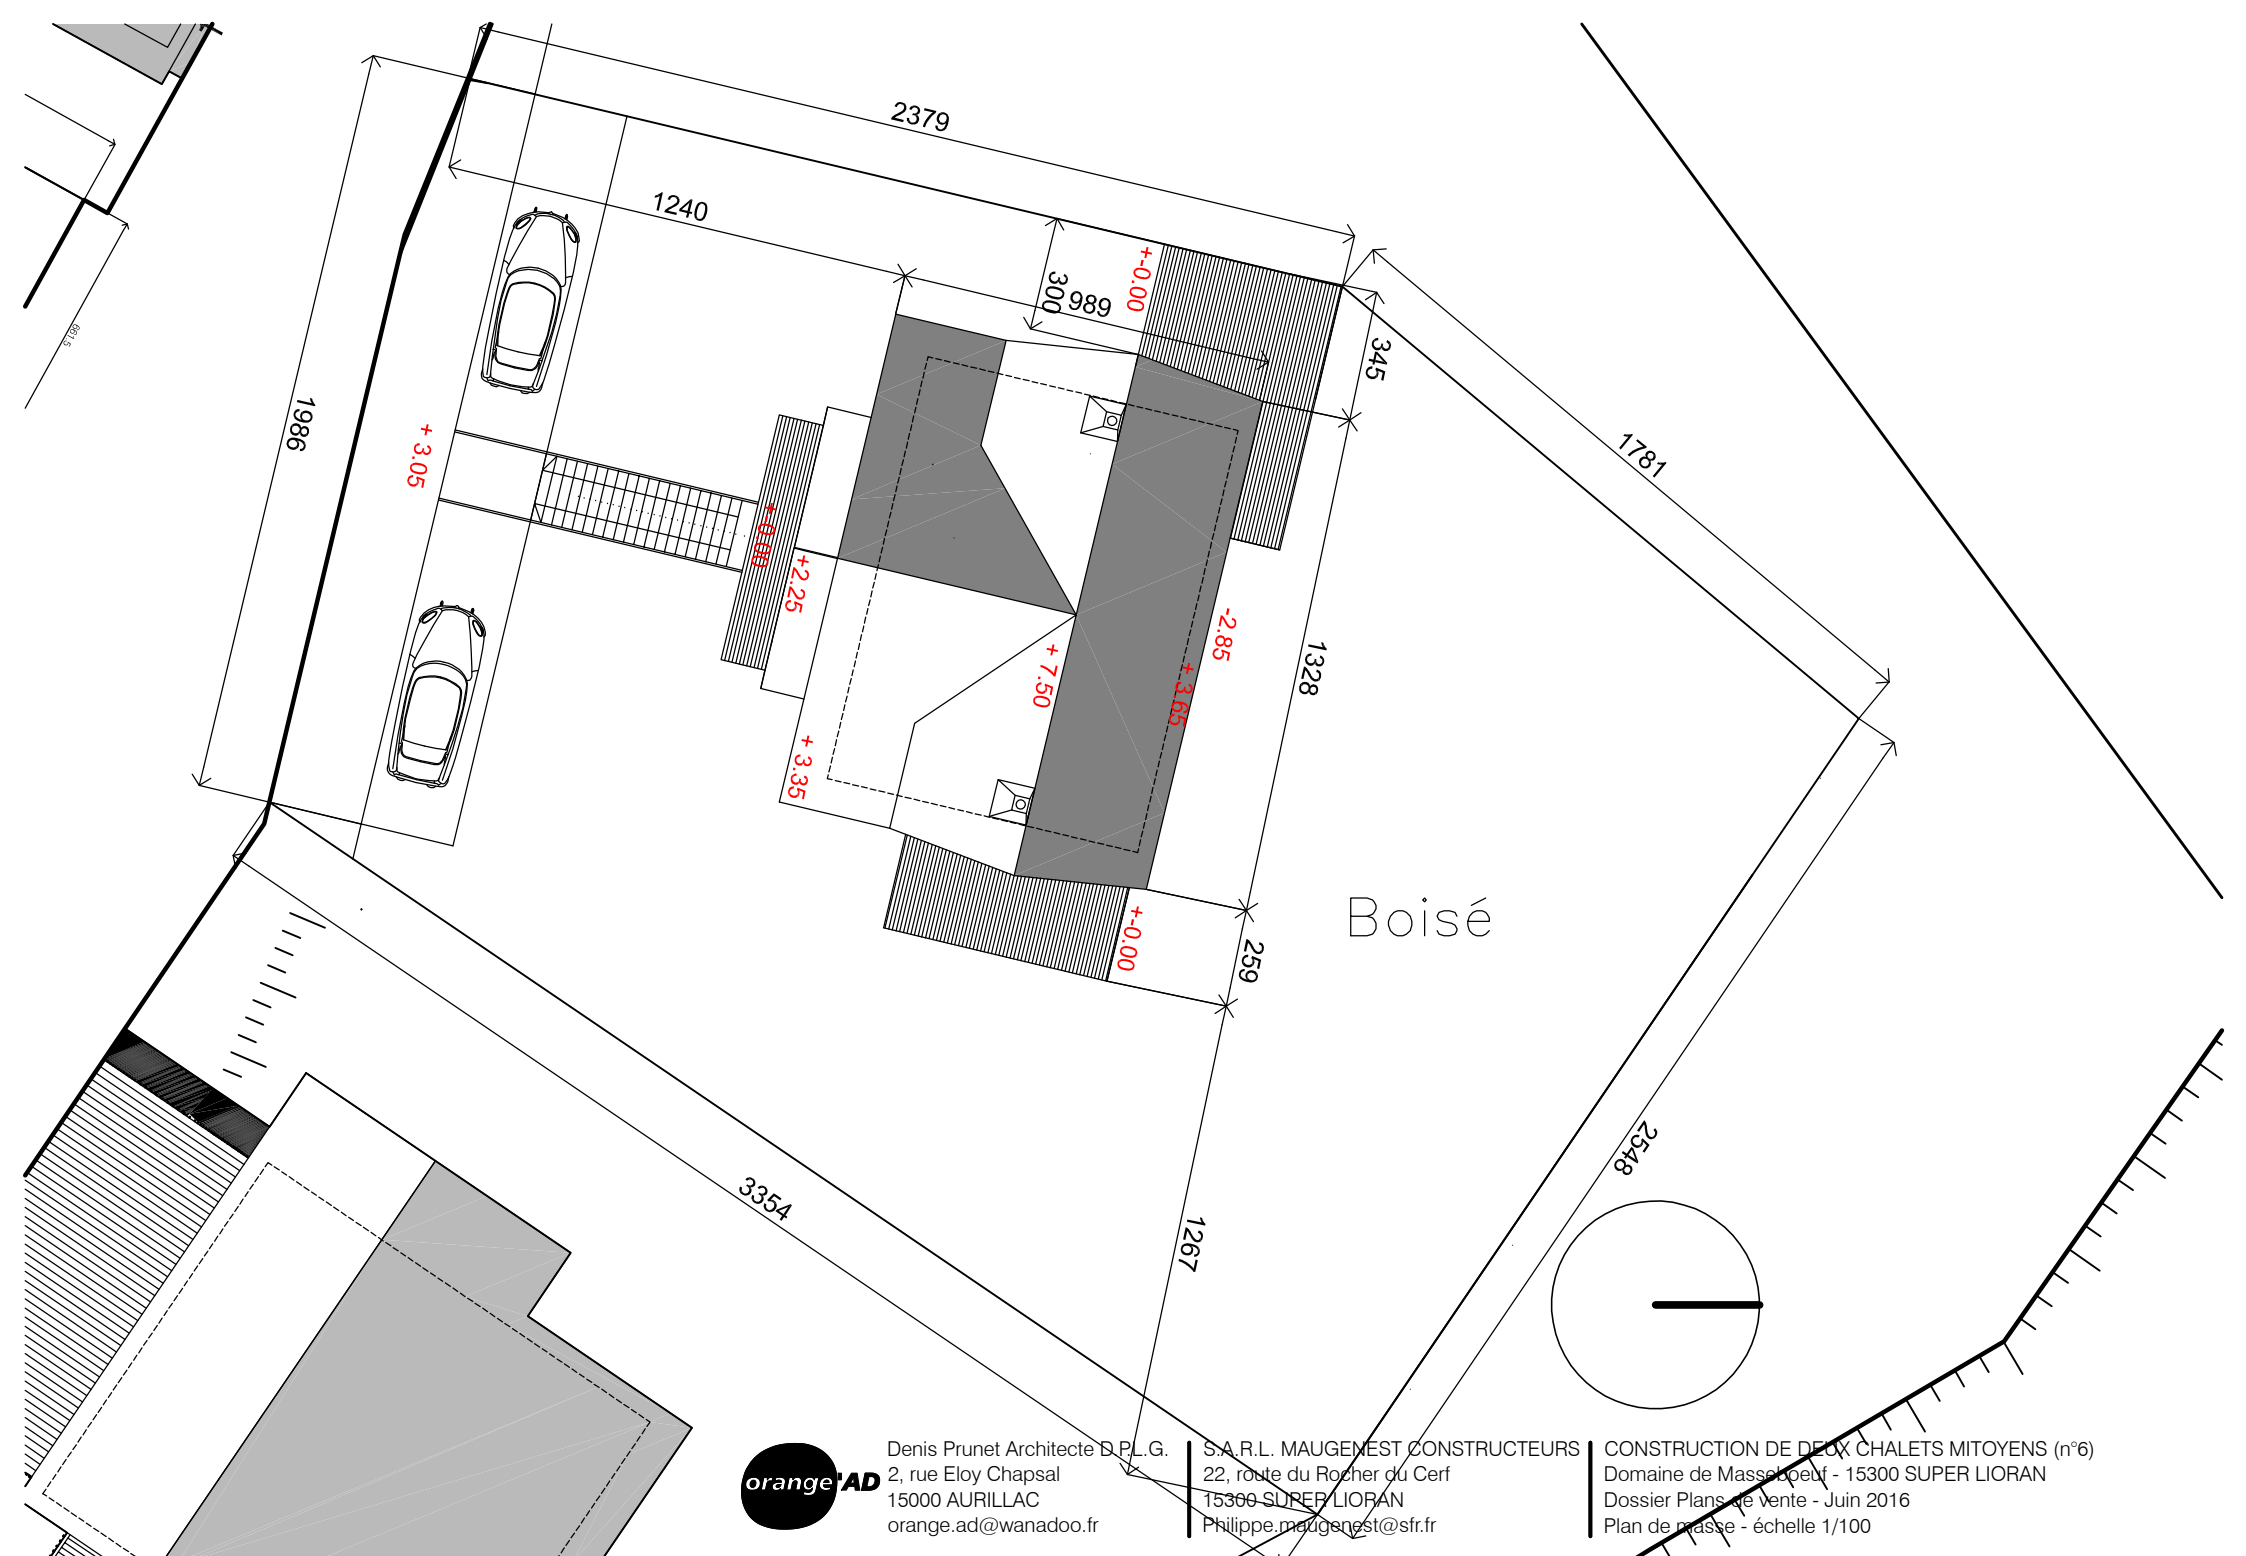 2379
1240
+-0.00
300
989
345
1986
661.5
+ 3.05
1781
+-0.00
+2.25
-2.85
+ 7.50
+ 3.65
1328
+ 3.35
Boisé
+-0.00
259
2548
3354
1267
orange'AD
Denis Prunet Architecte D.P.L.G.
2, rue Eloy Chapsal
15000 AURILLAC
orange.ad@wanadoo.fr
S.A.R.L. MAUGENEST CONSTRUCTEURS
22, route du Rocher du Cerf
15300 SUPER LIORAN
Philippe.maugenest@sfr.fr
CONSTRUCTION DE DEUX CHALETS MITOYENS (n°6)
Domaine de Masseboeuf - 15300 SUPER LIORAN
Dossier Plans de vente - Juin 2016
Plan de masse - échelle 1/100